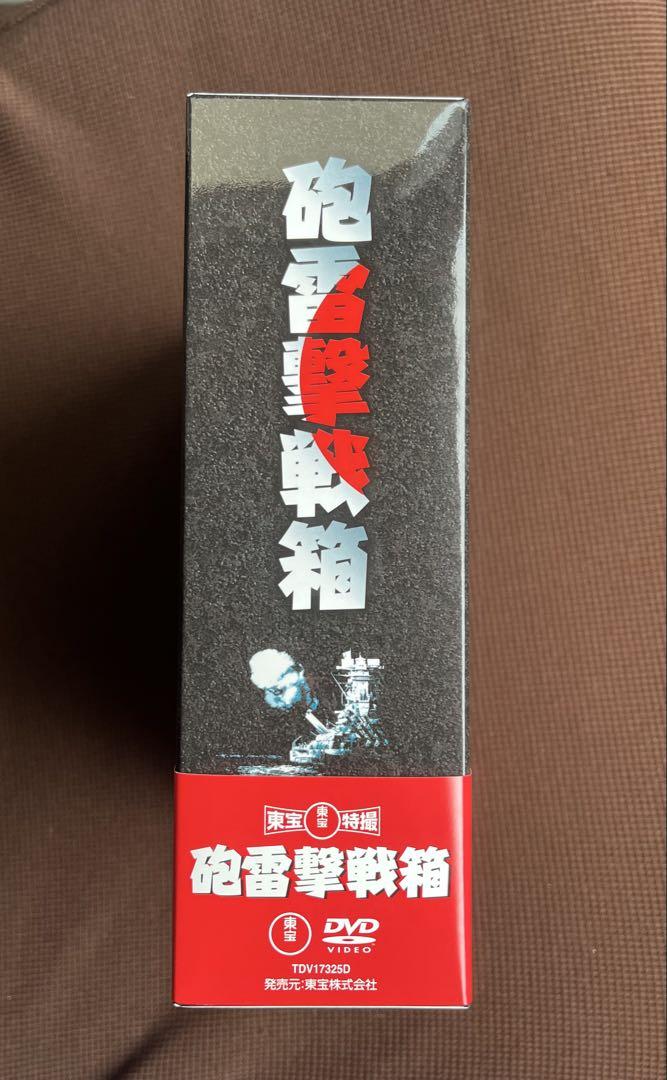 砲雷撃戦箱
東宝 東宝 特撮
砲雷撃戦箱
東宝 DVD
VIDEO
TDV17325D
発売元:東宝株式会社